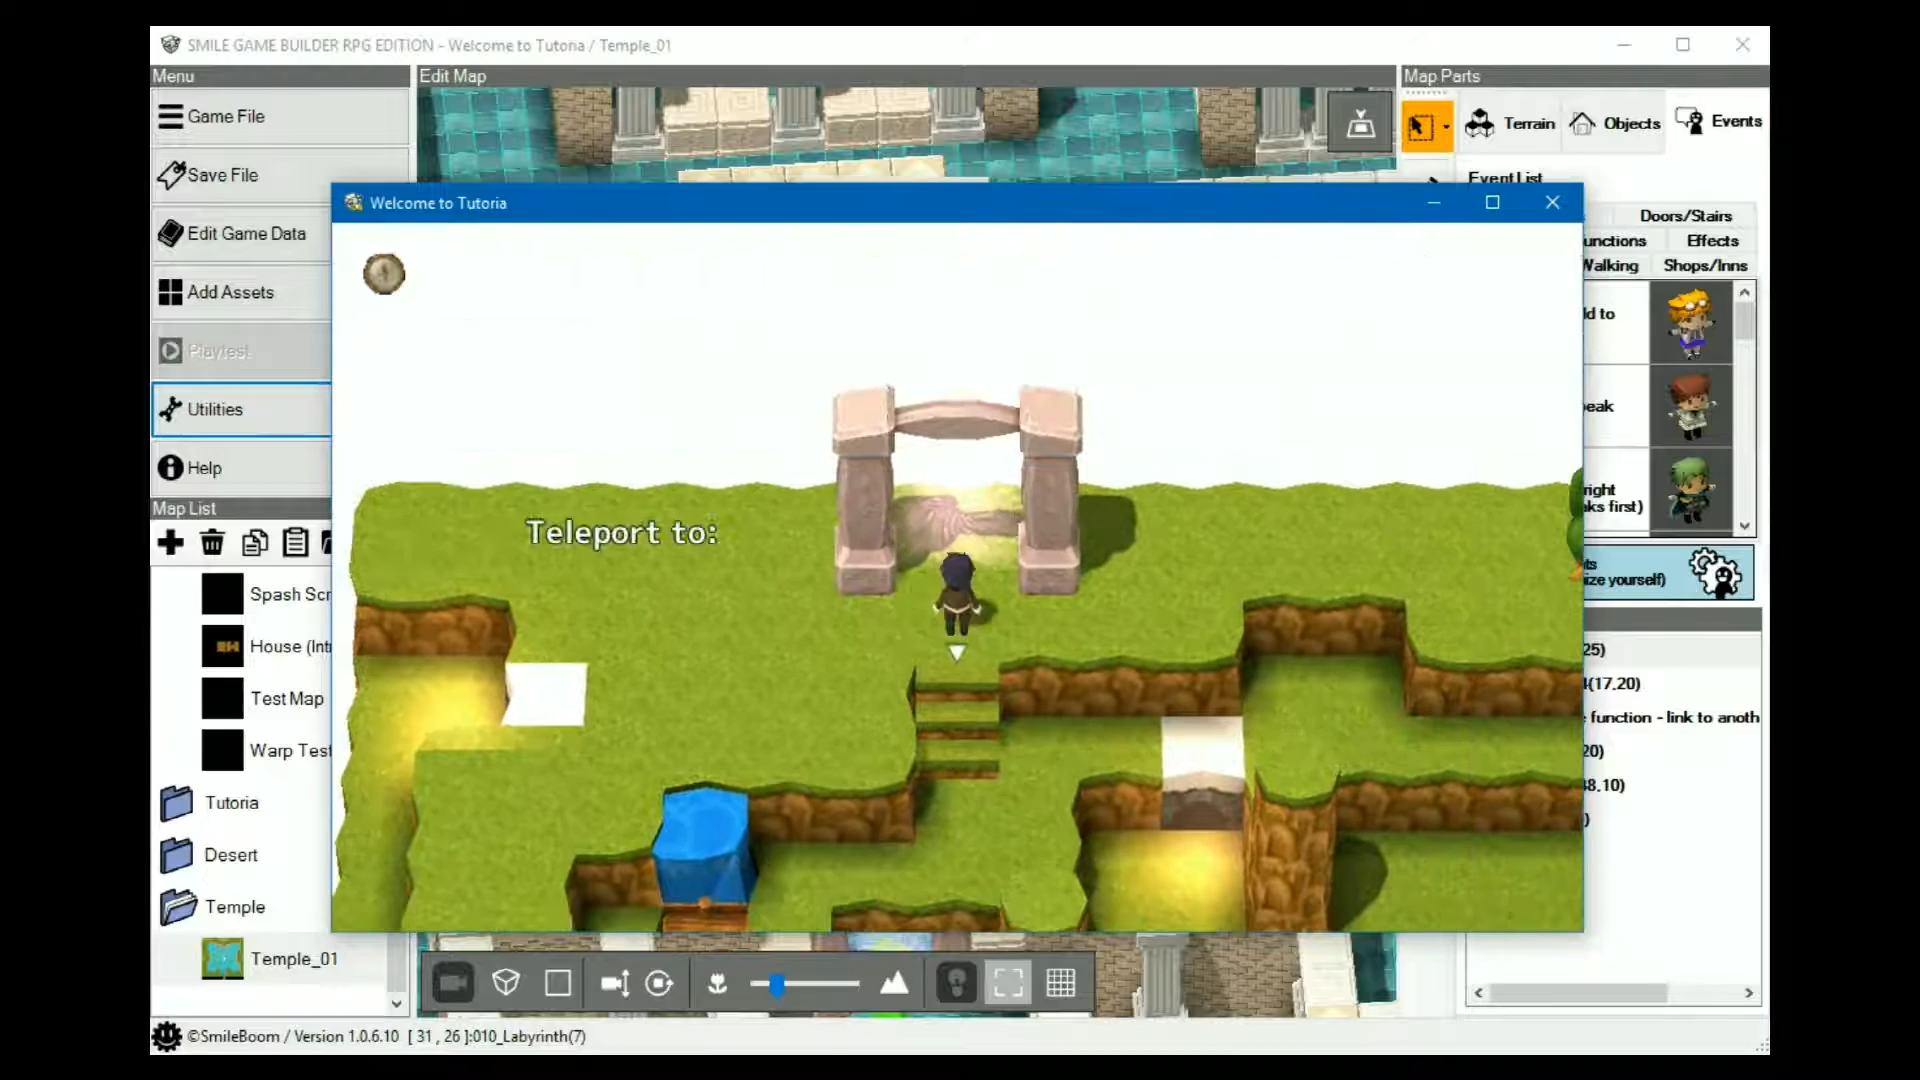 SMILE GAME BUILDER RPG EDITION - Welcome to Tutoria / Temple_01
Menu
Edit Map
Map Parts
Game File
Save File
Edit Game Data
Add Assets
Playtest
Utilities
Help
Map List
Spash Scr
House (Int
Test Map
Warp Test
Tutoria
Desert
Temple
Temple_01
Welcome to Tutoria
Teleport to:
Terrain
Objects
Events
Event List
Doors/Stairs
unctions
Effects
Walking
Shops/Inns
ld to
eak
right
ks first)
ts
ize yourself)
25)
(17,20)
function - link to anoth
20)
8,10)
)
©SmileBoom / Version 1.0.6.10 [ 31 , 26 ]:010_Labyrinth(7)